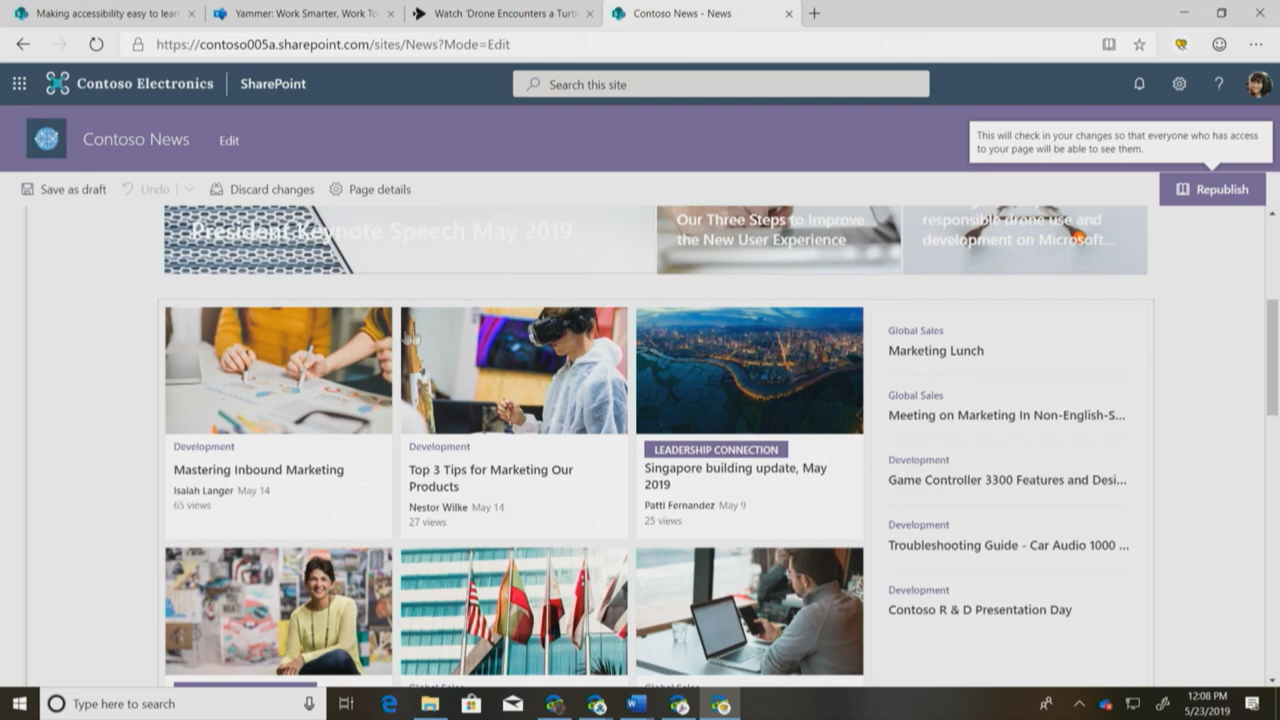 Making accessibility easy to lear
Yammer: Work Smarter, Work To
Watch 'Drone Encounters a Turt
Contoso News - News
https://contoso005a.sharepoint.com/sites/News?Mode=Edit
Contoso Electronics
SharePoint
Search this site
Contoso News
Edit
This will check in your changes so that everyone who has access
to your page will be able to see them.
Save as draft
Undo
Discard changes
Page details
Republish
President Keynote Speech May 2019
Our Three Steps to Improve
the New User Experience
responsible drone use and
development on Microsoft...
Development
Mastering Inbound Marketing
Isaiah Langer May 14
65 views
Development
Top 3 Tips for Marketing Our
Products
Nestor Wilke May 14
27 views
LEADERSHIP CONNECTION
Singapore building update, May
2019
Patti Fernandez May 9
25 views
Global Sales
Marketing Lunch
Global Sales
Meeting on Marketing In Non-English-S...
Development
Game Controller 3300 Features and Desi...
Development
Troubleshooting Guide - Car Audio 1000 ...
Development
Contoso R & D Presentation Day
Type here to search
12:08 PM
5/23/2019